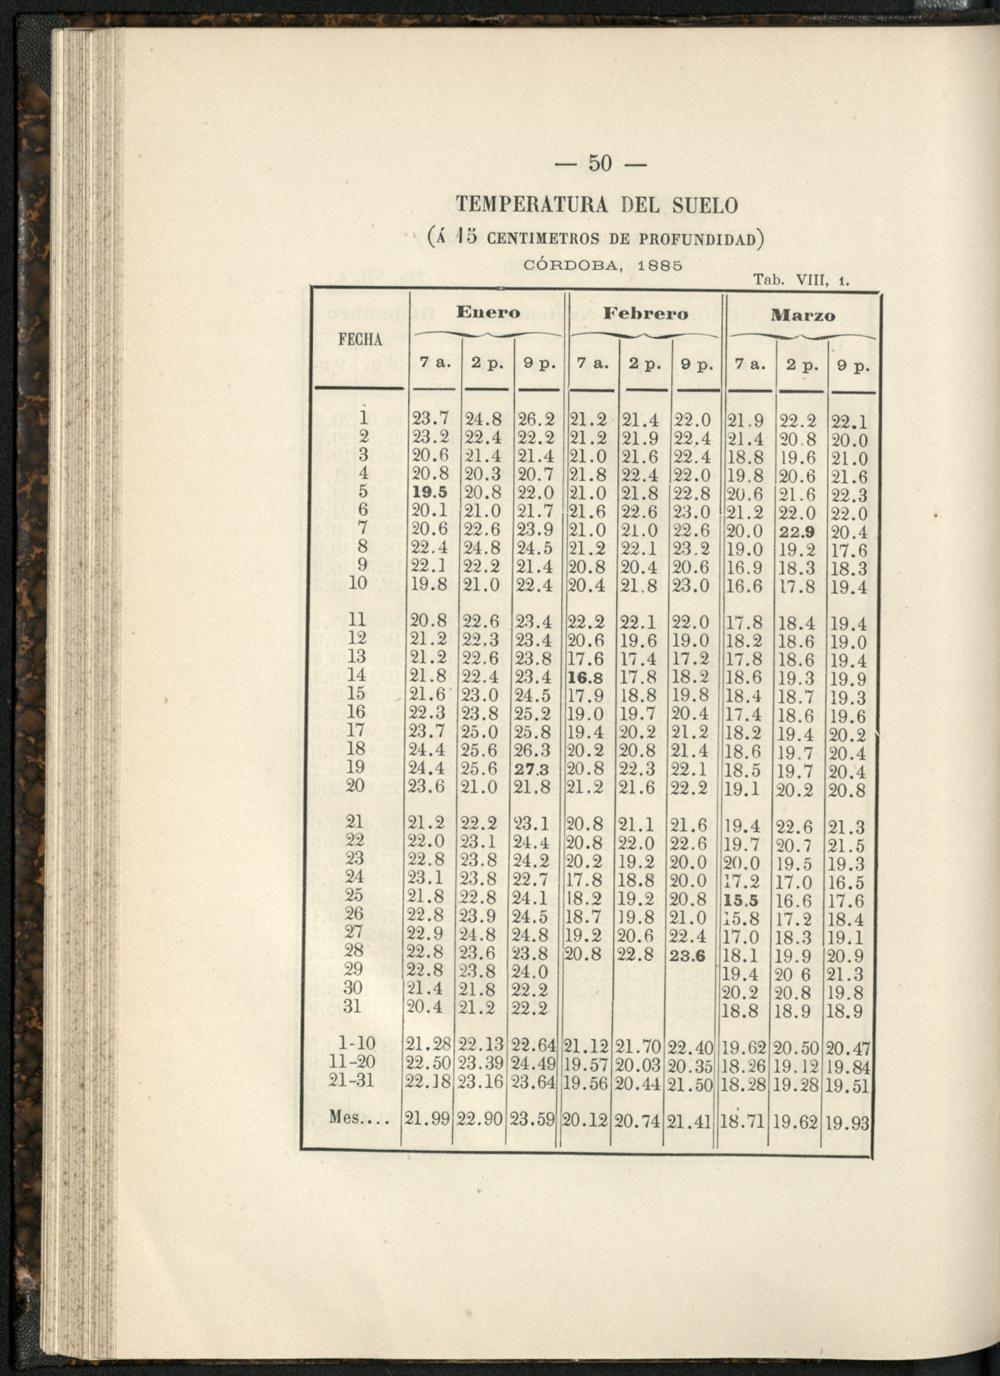 — 50 —
TEMPERATURA DEL SUELO
(Á 15 CENTIMETROS DE PROFUNDIDAD)
CÓRDOBA, 1885
Tab. VIII, 1.
FECHA Enero Febrero Marzo
7 a. 2 p. 9 p. 7 a. 2 p. 9 p. 7 a. 2 p. 9 p.
1 23.7 24.8 26.2 21.2 21.4 22.0 21.9 22.2 22.1
2 23.2 22.4 22.2 21.2 21.9 22.4 21.4 20.8 20.0
3 20.6 21.4 21.4 21.0 21.6 22.4 18.8 19.6 21.0
4 20.8 20.3 20.7 21.8 22.4 22.0 19.8 20.6 21.6
5 19.5 20.8 22.0 21.0 21.8 22.8 20.6 21.6 22.3
6 20.1 21.0 21.7 21.6 22.6 23.0 21.2 22.0 22.0
7 20.6 22.6 23.9 21.0 21.0 22.6 20.0 22.9 20.4
8 22.4 24.8 24.5 21.2 22.1 23.2 19.0 19.2 17.6
9 22.1 22.2 21.4 20.8 20.4 20.6 16.9 18.3 18.3
10 19.8 21.0 22.4 20.4 21.8 23.0 16.6 17.8 19.4
11 20.8 22.6 23.4 22.2 22.1 22.0 17.8 18.4 19.4
12 21.2 22.3 23.4 20.6 19.6 19.0 18.2 18.6 19.0
13 21.2 22.6 23.8 17.6 17.4 17.2 17.8 18.6 19.4
14 21.8 22.4 23.4 16.8 17.8 18.2 18.6 19.3 19.9
15 21.6 23.0 24.5 17.9 18.8 19.8 18.4 18.7 19.3
16 22.3 23.8 25.2 19.0 19.7 20.4 17.4 18.6 19.6
17 23.7 25.0 25.8 19.4 20.2 21.2 18.2 19.4 20.2
18 24.4 25.6 26.3 20.2 20.8 21.4 18.6 19.7 20.4
19 24.4 25.6 27.3 20.8 22.3 22.1 18.5 19.7 20.4
20 23.6 21.0 21.8 21.2 21.6 22.2 19.1 20.2 20.8
21 21.2 22.2 23.1 20.8 21.1 21.6 19.4 22.6 21.3
22 22.0 23.1 24.4 20.8 22.0 22.6 19.7 20.7 21.5
23 22.8 23.8 24.2 20.2 19.2 20.0 20.0 19.5 19.3
24 23.1 23.8 22.7 17.8 18.8 20.0 17.2 17.0 16.5
25 21.8 22.8 24.1 18.2 19.2 20.8 15.5 16.6 17.6
26 22.8 23.9 24.5 18.7 19.8 21.0 15.8 17.2 18.4
27 22.9 24.8 24.8 19.2 20.6 22.4 17.0 18.3 19.1
28 22.8 23.6 23.8 20.8 22.8 23.6 18.1 19.9 20.9
29 22.8 23.8 24.0 19.4 20 6 21.3
30 21.4 21.8 22.2 20.2 20.8 19.8
31 20.4 21.2 22.2 18.8 18.9 18.9
1-10 21.28 22.13 22.64 21.12 21.70 22.40 19.62 20.50 20.47
11-20 22.50 23.39 24.49 19.57 20.03 20.35 18.26 19.12 19.84
21-31 22.18 23.16 23.64 19.56 20.44 21.50 18.28 19.28 19.51
Mes.... 21.99 22.90 23.59 20.12 20.74 21.41 18.71 19.62 19.93